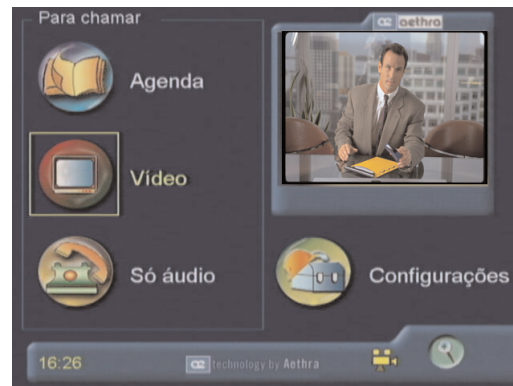 Para chamar
aethra
Agenda
Vídeo
Só áudio
Configurações
16:26
technology by Aethra